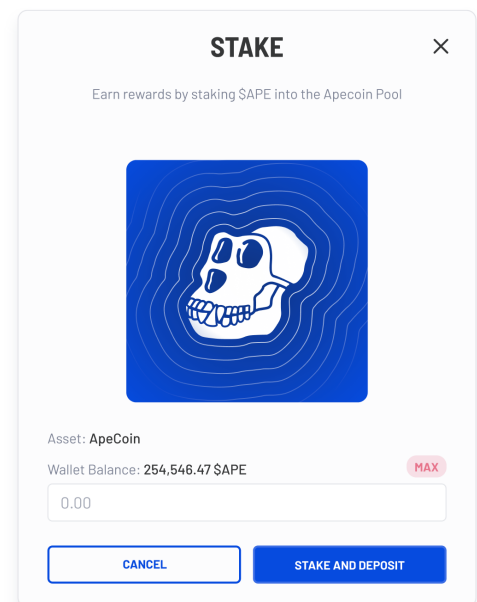 STAKE
Earn rewards by staking $APE into the Apecoin Pool
Asset: ApeCoin
Wallet Balance: 254,546.47 $APE
MAX
0.00
CANCEL
STAKE AND DEPOSIT